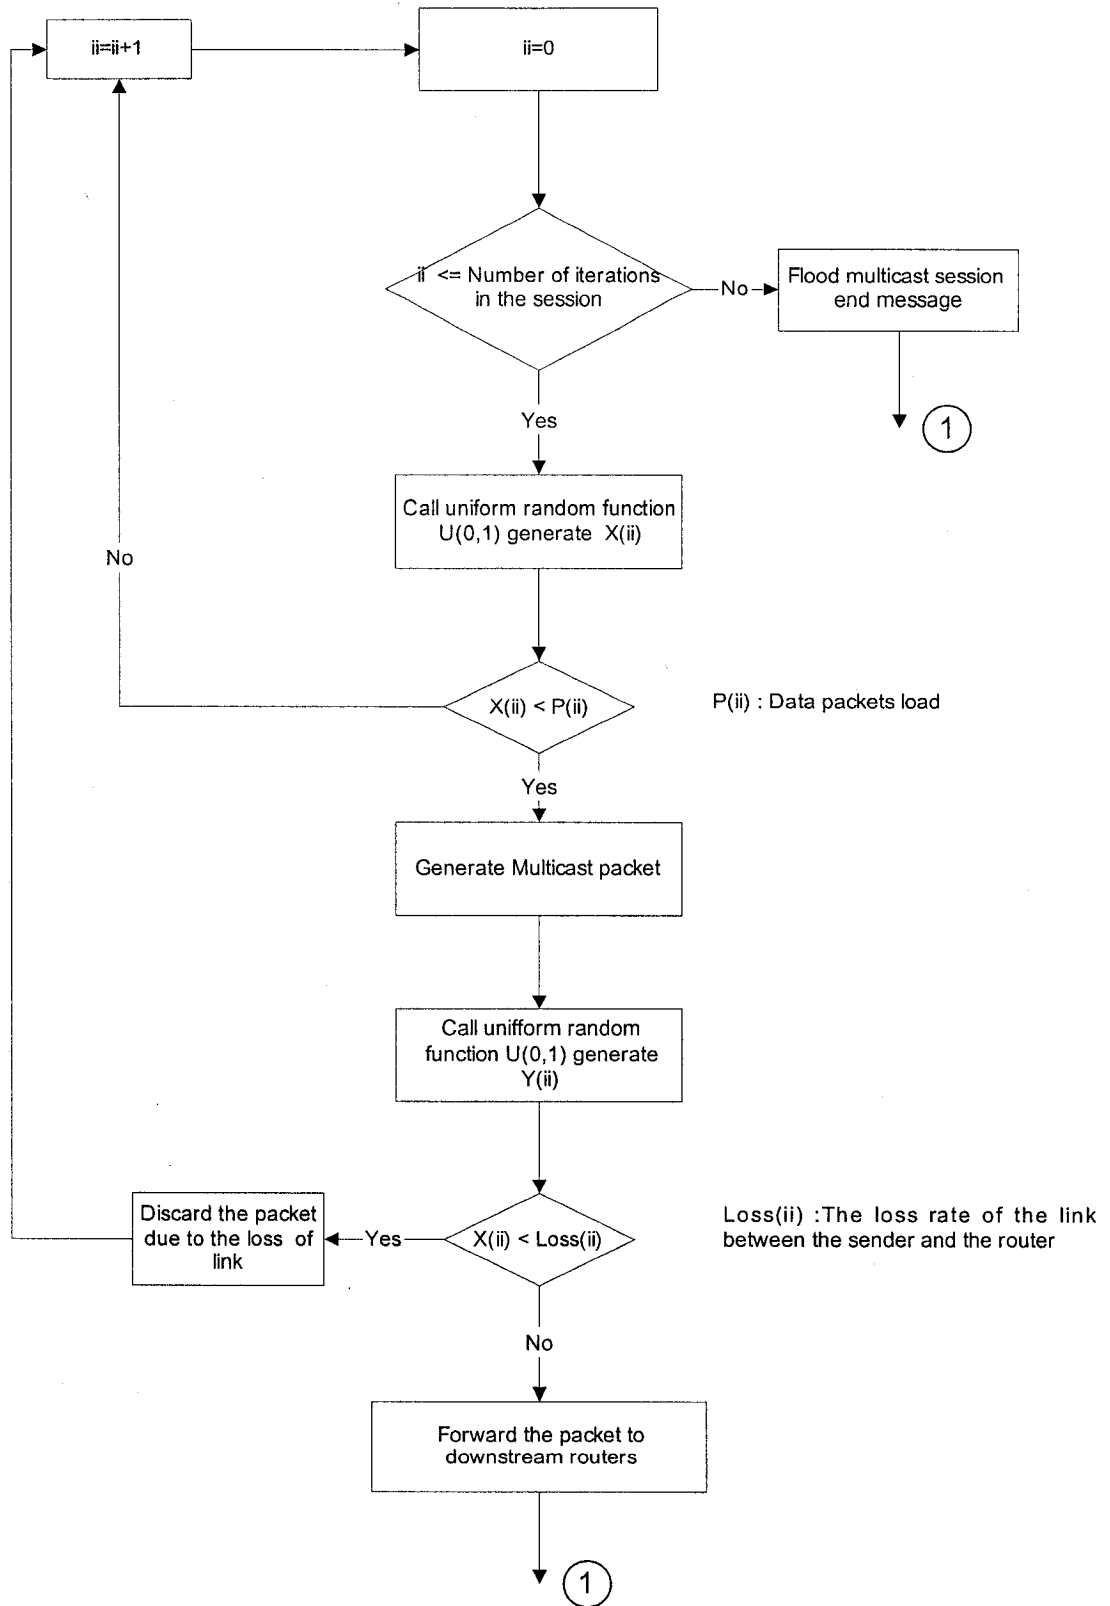 ii=ii+1
ii=0
ii <= Number of iterations
in the session
No
Flood multicast session
end message
1
Yes
Call uniform random function
U(0,1) generate X(ii)
No
X(ii) < P(ii)
P(ii) : Data packets load
Yes
Generate Multicast packet
Call unifform random
function U(0,1) generate
Y(ii)
Discard the packet
due to the loss of
link
Yes
X(ii) < Loss(ii)
Loss(ii) :The loss rate of the link
between the sender and the router
No
Forward the packet to
downstream routers
1